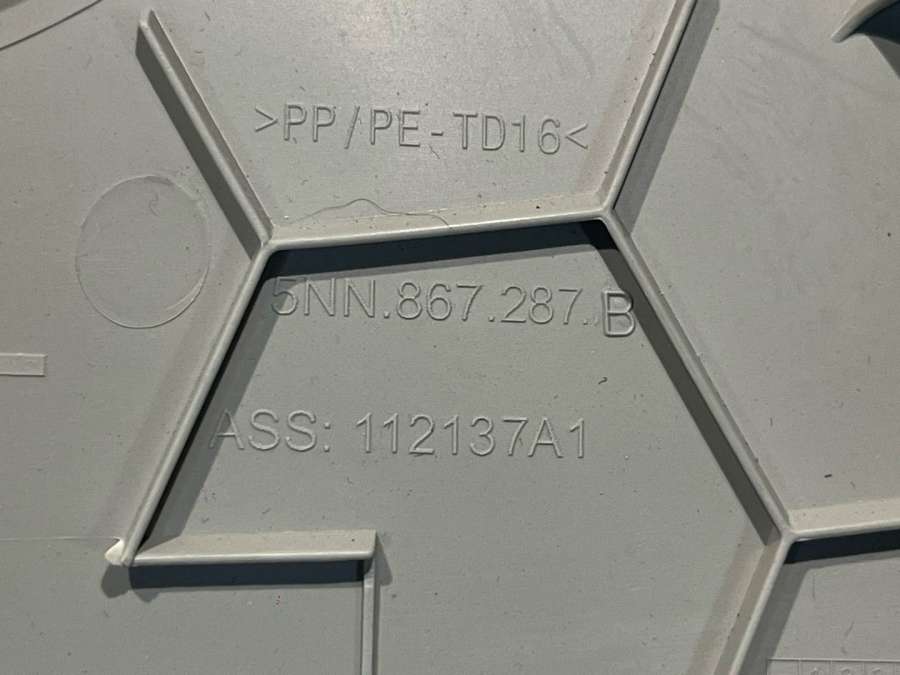 >PP/PE-TD16<
5NN.867.287. B
ASS: 112137A1